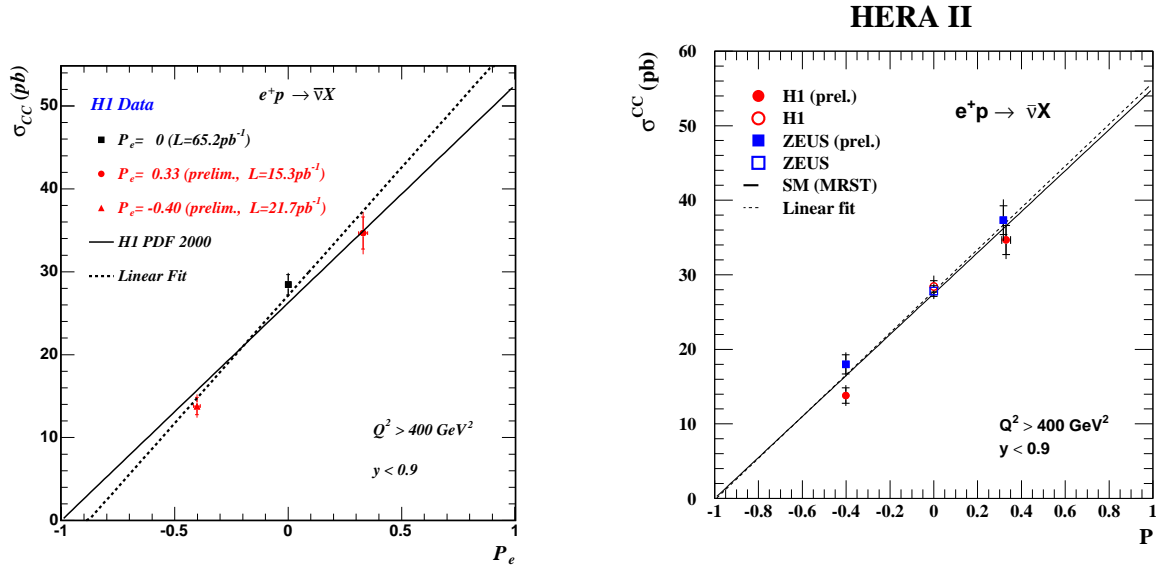 HERA II
σ_CC (pb)
50
40
30
20
10
0
-1
-0.5
0
0.5
1
P_e
e⁺p → ν̄X
H1 Data
P_e= 0 (L=65.2pb⁻¹)
P_e= 0.33 (prelim., L=15.3pb⁻¹)
P_e= -0.40 (prelim., L=21.7pb⁻¹)
H1 PDF 2000
Linear Fit
Q² > 400 GeV²
y < 0.9
σ^CC (pb)
60
50
40
30
20
10
0
-1
-0.8
-0.6
-0.4
-0.2
0
0.2
0.4
0.6
0.8
1
P
H1 (prel.)
H1
ZEUS (prel.)
ZEUS
SM (MRST)
Linear fit
e⁺p → ν̄X
Q² > 400 GeV²
y < 0.9